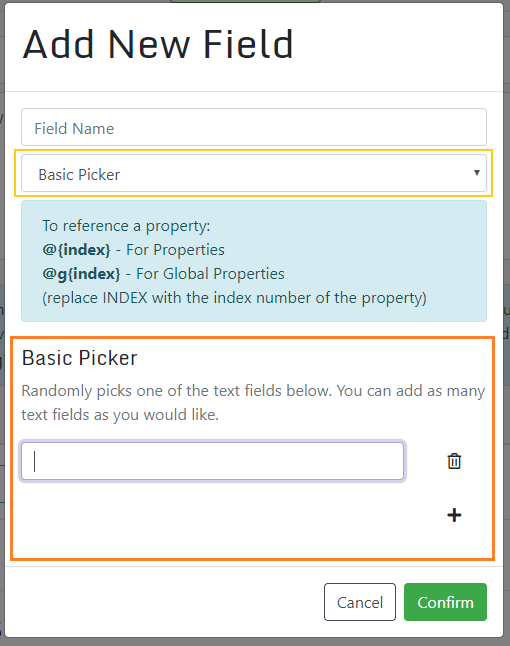 Add New Field
Field Name
Basic Picker
To reference a property:
@{index} - For Properties
@g{index} - For Global Properties
(replace INDEX with the index number of the property)
Basic Picker
Randomly picks one of the text fields below. You can add as many
text fields as you would like.
Cancel
Confirm